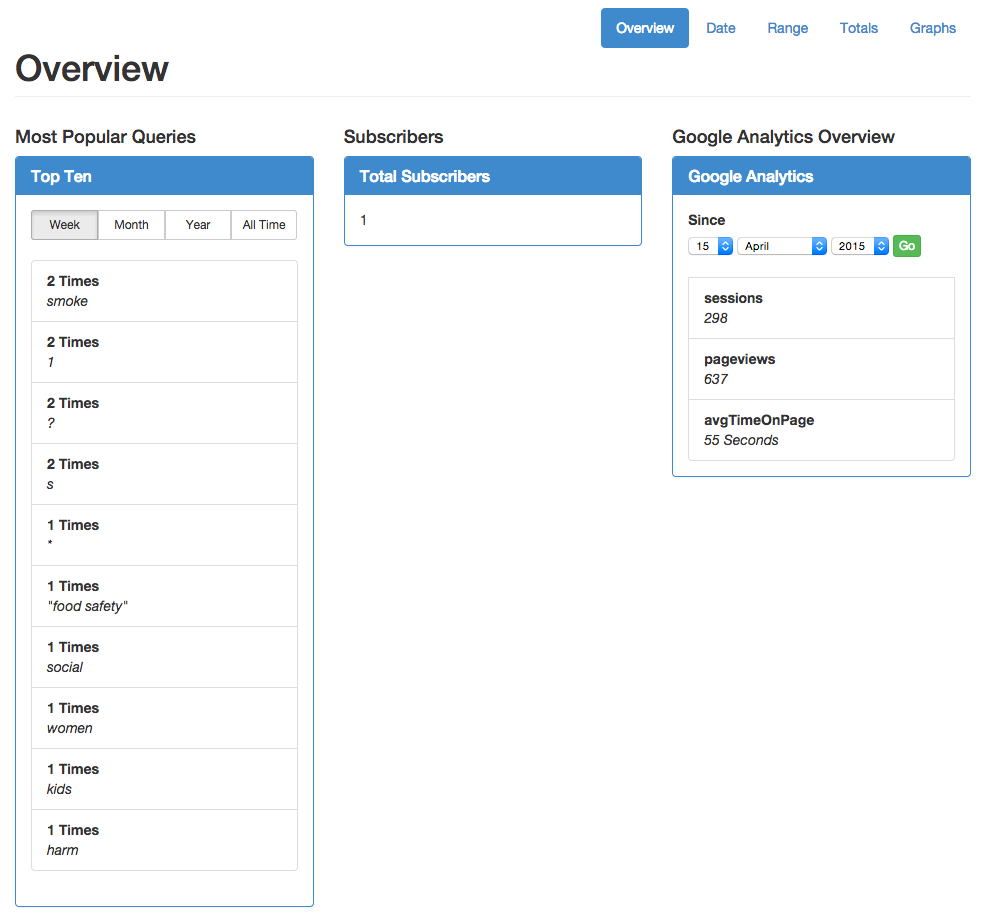 Overview Date Range Totals Graphs
Overview
Most Popular Queries
Top Ten
Week Month Year All Time
2 Times
smoke
2 Times
1
2 Times
?
2 Times
s
1 Times
*
1 Times
"food safety"
1 Times
social
1 Times
women
1 Times
kids
1 Times
harm
Subscribers
Total Subscribers
1
Google Analytics Overview
Google Analytics
Since
15 April 2015 Go
sessions
298
pageviews
637
avgTimeOnPage
55 Seconds